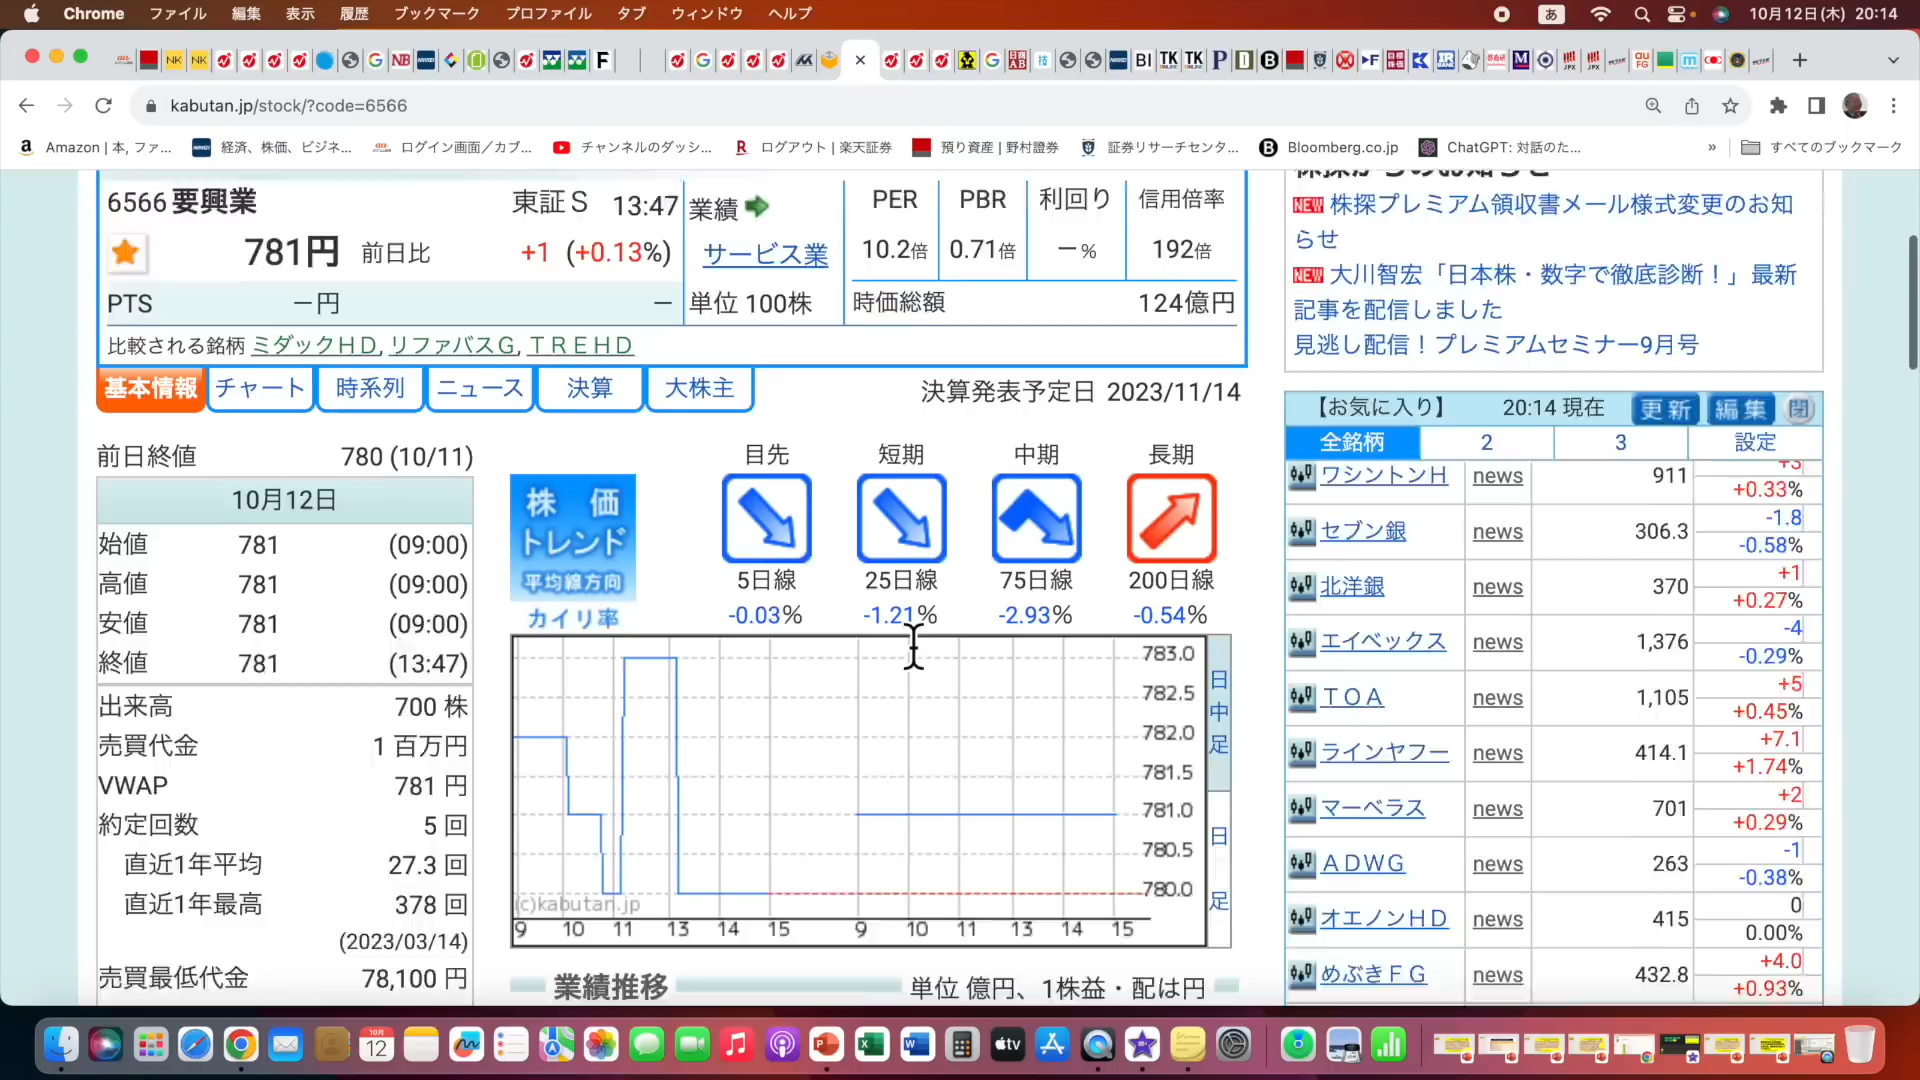 Chrome ファイル 編集 表示 履歴 ブックマーク プロファイル タブ ウィンドウ ヘルプ
あ 10月12日(木) 20:14
kabutan.jp/stock/?code=6566
Amazon | 本, ファ...
経済、株価、ビジネ...
ログイン画面／カブ...
チャンネルのダッシ...
ログアウト | 楽天証券
預り資産 | 野村證券
証券リサーチセンタ...
Bloomberg.co.jp
ChatGPT: 対話のた...
»
すべてのブックマーク
6566 要興業 東証Ｓ 13:47
781円 前日比 +1 (+0.13%)
PTS －円 －
業績
サービス業
単位 100株
PER PBR 利回り 信用倍率
10.2倍 0.71倍 －% 192倍
時価総額 124億円
比較される銘柄 ミダックＨＤ, リファバスＧ, ＴＲＥＨＤ
基本情報 チャート 時系列 ニュース 決算 大株主
決算発表予定日 2023/11/14
前日終値 780 (10/11)
10月12日
始値 781 (09:00)
高値 781 (09:00)
安値 781 (09:00)
終値 781 (13:47)
出来高 700 株
売買代金 1 百万円
VWAP 781 円
約定回数 5 回
直近1年平均 27.3 回
直近1年最高 378 回
(2023/03/14)
売買最低代金 78,100 円
株価
トレンド
平均線方向
カイリ率
目先 短期 中期 長期
5日線 25日線 75日線 200日線
-0.03% -1.21% -2.93% -0.54%
783.0
782.5
782.0
781.5
781.0
780.5
780.0
(c)kabutan.jp
9 10 11 13 14 15 9 10 11 13 14 15
日中足
日足
業績推移 単位 億円、1株益・配は円
NEW 株探プレミアム領収書メール様式変更のお知
らせ
NEW 大川智宏「日本株・数字で徹底診断！」最新
記事を配信しました
見逃し配信！プレミアムセミナー9月号
【お気に入り】 20:14 現在 更新 編集 閉
全銘柄 2 3 設定
ワシントンＨ news 911 +3
+0.33%
セブン銀 news 306.3 -1.8
-0.58%
北洋銀 news 370 +1
+0.27%
エイベックス news 1,376 -4
-0.29%
ＴＯＡ news 1,105 +5
+0.45%
ラインヤフー news 414.1 +7.1
+1.74%
マーベラス news 701 +2
+0.29%
ＡＤＷＧ news 263 -1
-0.38%
オエノンＨＤ news 415 0
0.00%
めぶきＦＧ news 432.8 +4.0
+0.93%
10月
12
tv